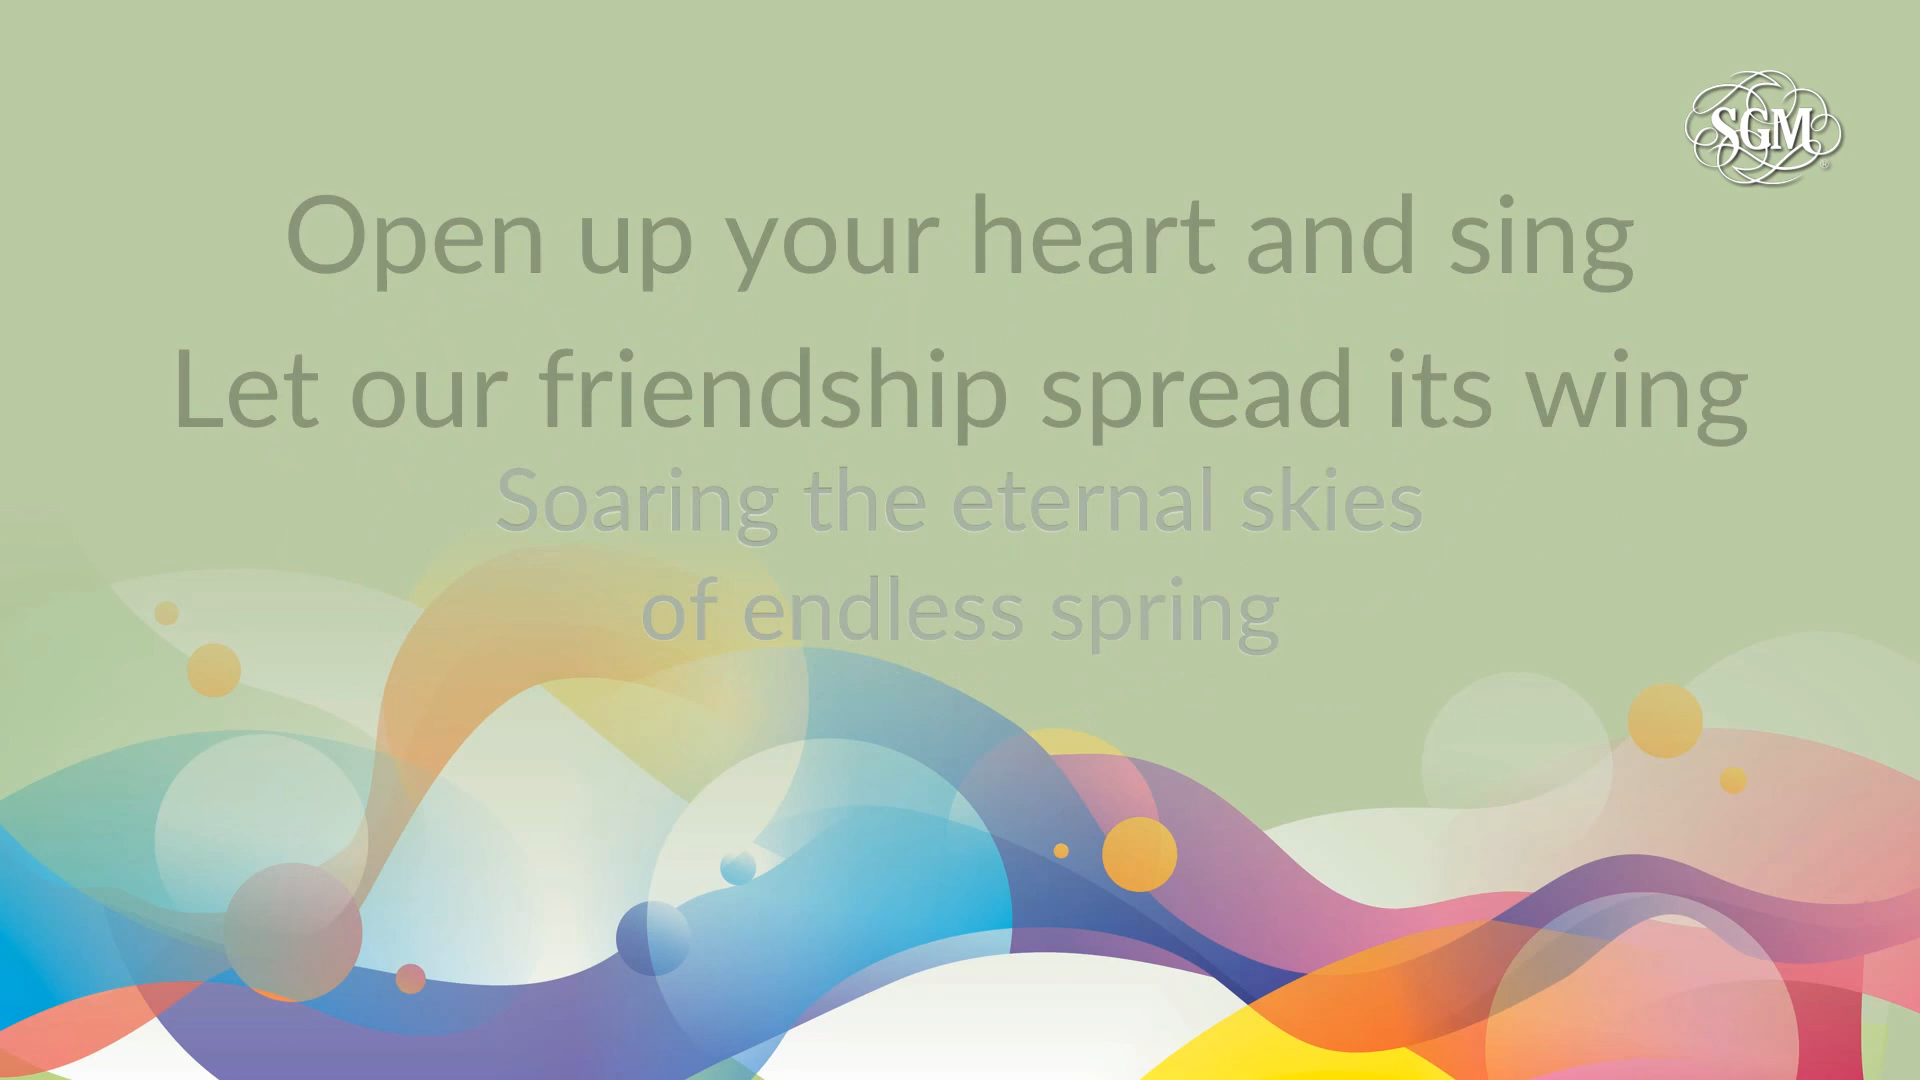 SGM
Open up your heart and sing
Let our friendship spread its wing
Soaring the eternal skies
of endless spring